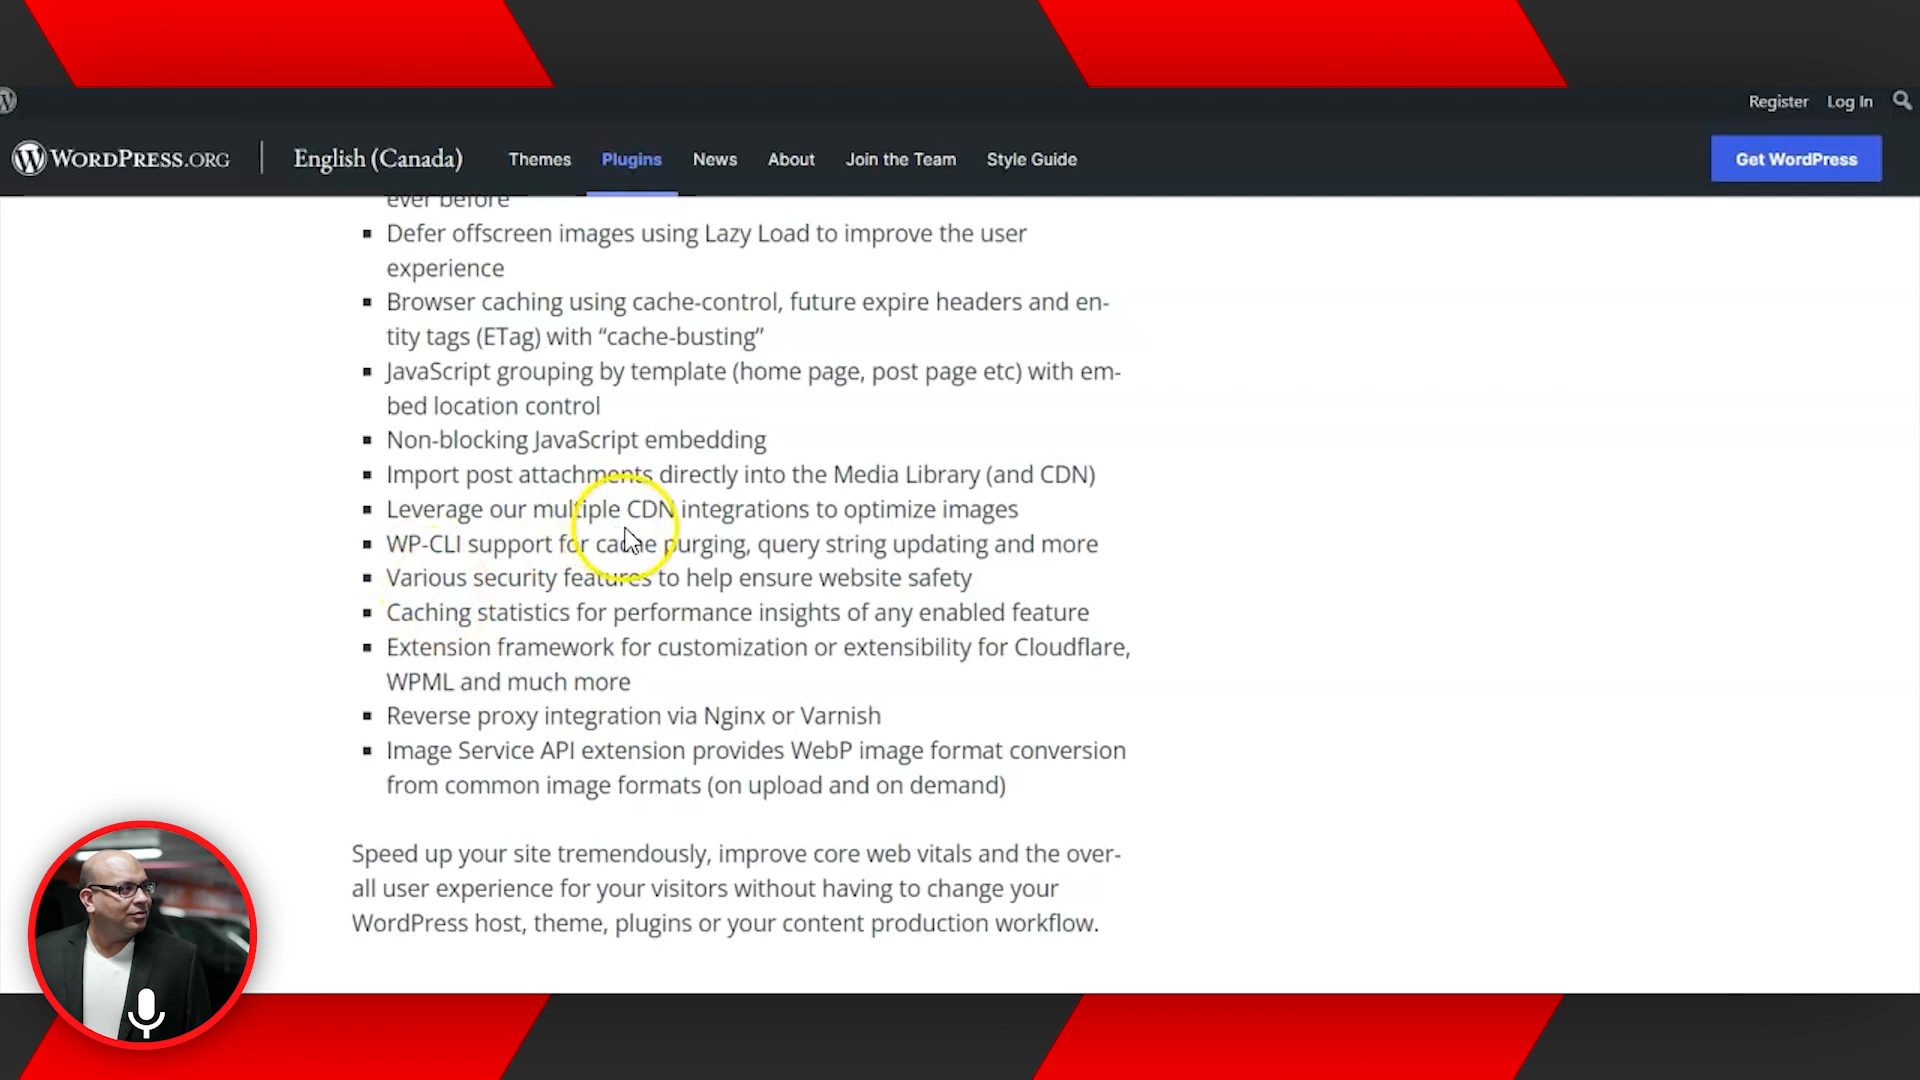 Register Log In
WORDPRESS.ORG English (Canada) Themes Plugins News About Join the Team Style Guide Get WordPress
ever before
Defer offscreen images using Lazy Load to improve the user
experience
Browser caching using cache-control, future expire headers and en-
tity tags (ETag) with “cache-busting”
JavaScript grouping by template (home page, post page etc) with em-
bed location control
Non-blocking JavaScript embedding
Import post attachments directly into the Media Library (and CDN)
Leverage our multiple CDN integrations to optimize images
WP-CLI support for cache purging, query string updating and more
Various security features to help ensure website safety
Caching statistics for performance insights of any enabled feature
Extension framework for customization or extensibility for Cloudflare,
WPML and much more
Reverse proxy integration via Nginx or Varnish
Image Service API extension provides WebP image format conversion
from common image formats (on upload and on demand)
Speed up your site tremendously, improve core web vitals and the over-
all user experience for your visitors without having to change your
WordPress host, theme, plugins or your content production workflow.